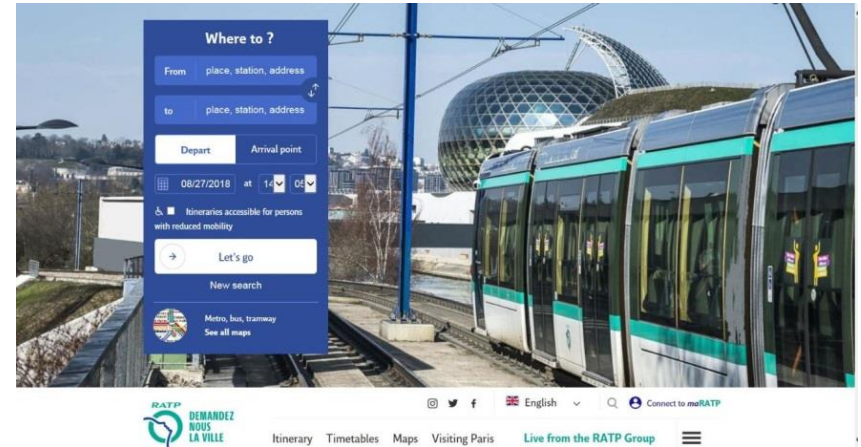 Where to ?
From place, station, address
to place, station, address
Depart Arrival point
08/27/2018 at 14 05
Itineraries accessible for persons
with reduced mobility
Let's go
New search
Metro, bus, tramway
See all maps
English Connect to maRATP
RATP
DEMANDEZ
NOUS
LA VILLE
Itinerary Timetables Maps Visiting Paris Live from the RATP Group